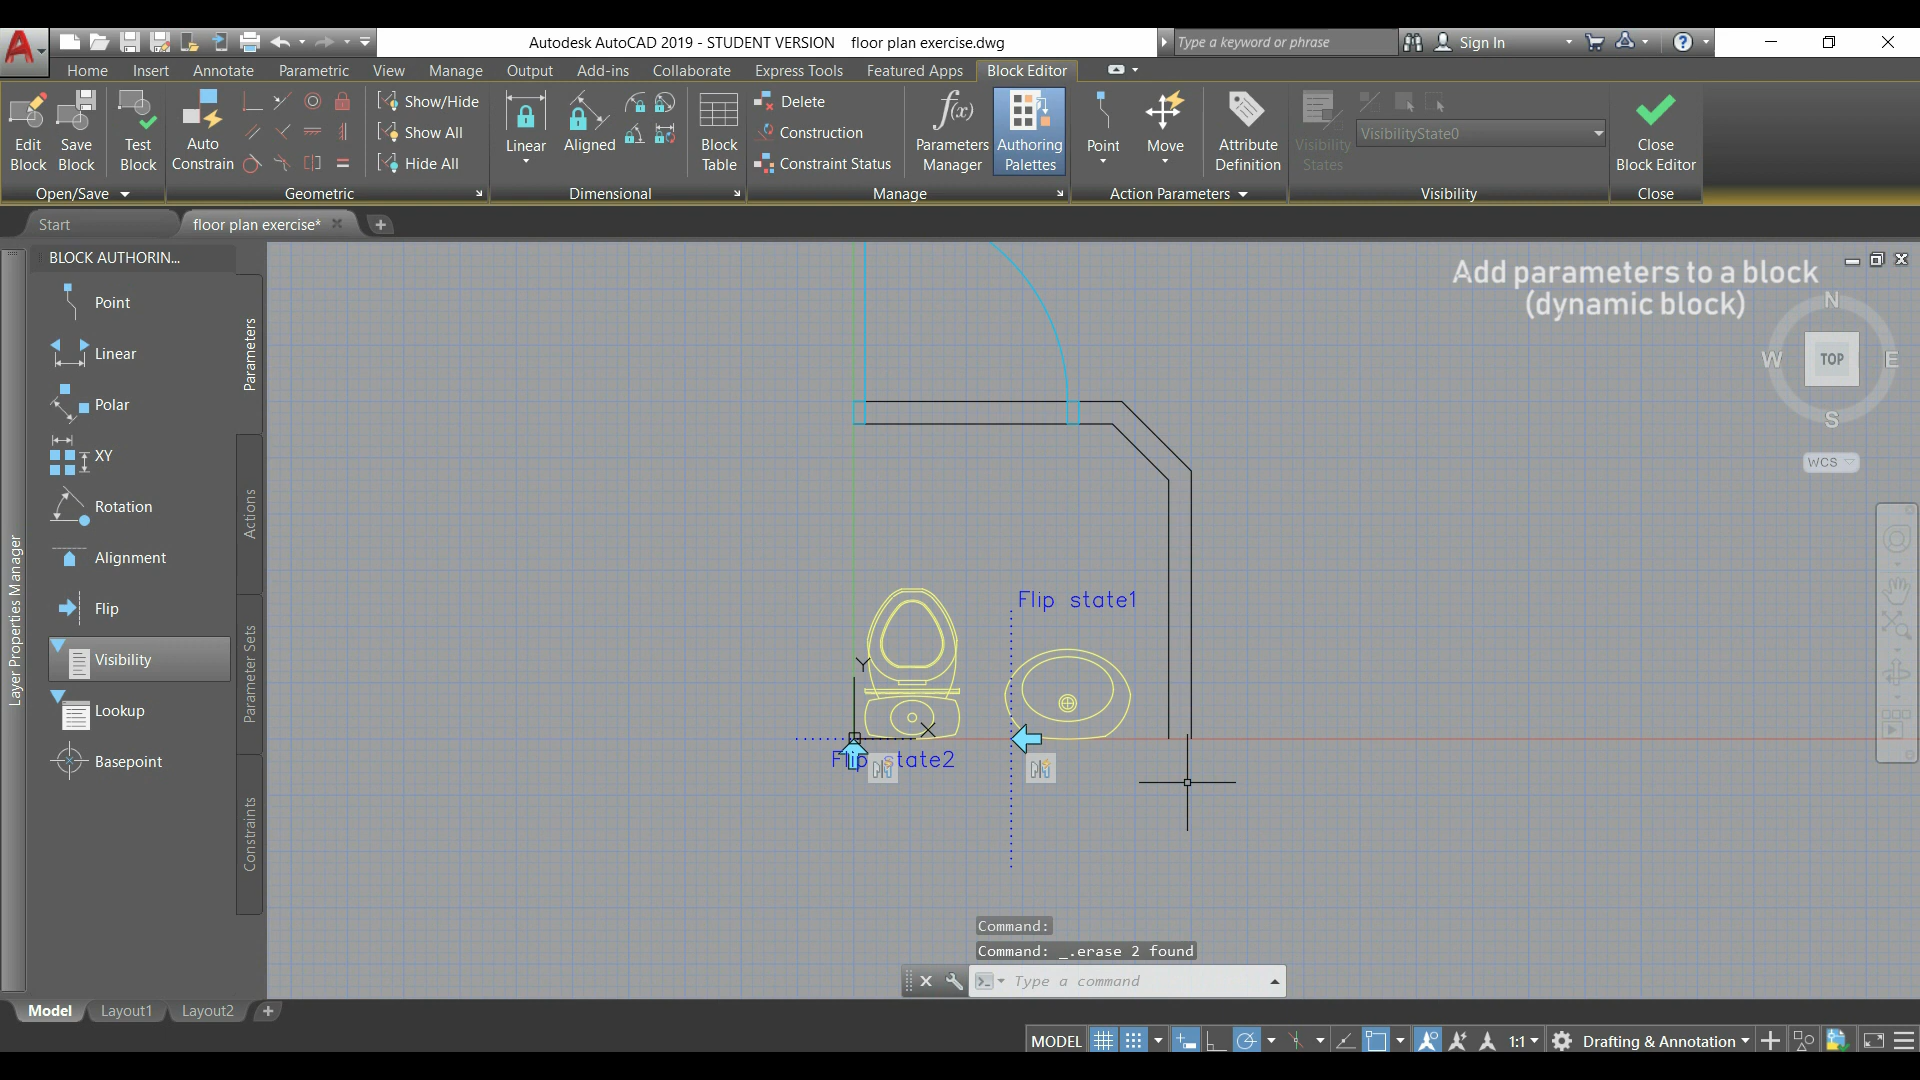 Autodesk AutoCAD 2019 - STUDENT VERSION floor plan exercise.dwg
Type a keyword or phrase
Sign In
Home Insert Annotate Parametric View Manage Output Add-ins Collaborate Express Tools Featured Apps Block Editor
Edit Block
Save Block
Test Block
Open/Save
Auto Constrain
Show/Hide
Show All
Hide All
Geometric
Linear
Aligned
Dimensional
Block Table
Delete
Construction
Constraint Status
Parameters Manager
Authoring Palettes
Manage
Point
Move
Attribute Definition
Action Parameters
Visibility States
VisibilityState0
Visibility
Close Block Editor
Close
Start
floor plan exercise*
BLOCK AUTHORIN...
Point
Linear
Polar
XY
Rotation
Alignment
Flip
Visibility
Lookup
Basepoint
Parameters
Actions
Parameter Sets
Constraints
Layer Properties Manager
Add parameters to a block
(dynamic block)
N
W TOP E
S
WCS
Flip state1
Y
X
Flip state2
Command:
Command: _.erase 2 found
Type a command
Model Layout1 Layout2
MODEL
1:1
Drafting & Annotation